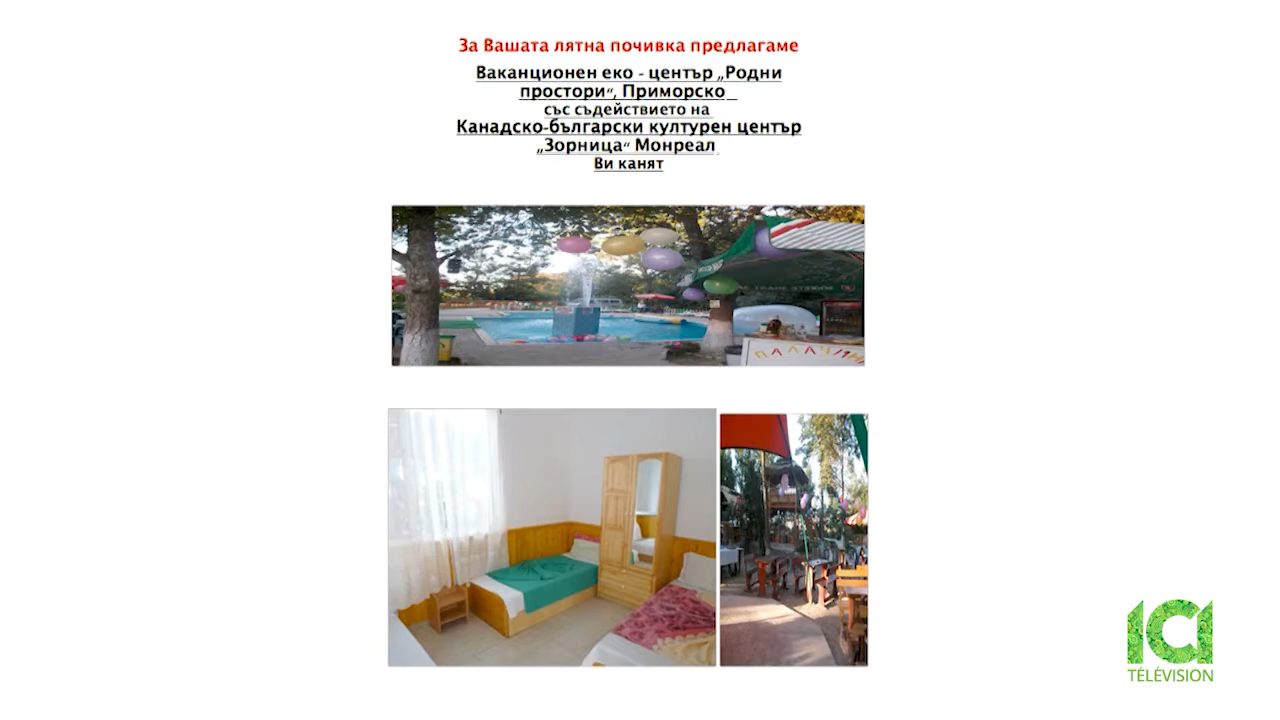 За Вашата лятна почивка предлагаме
Ваканционен еко - център „Родни
простори“, Приморско
със съдействието на
Канадско-български културен център
„Зорница“ Монреал
Ви канят
ПАЛАЧИН
ICI
TÉLÉVISION